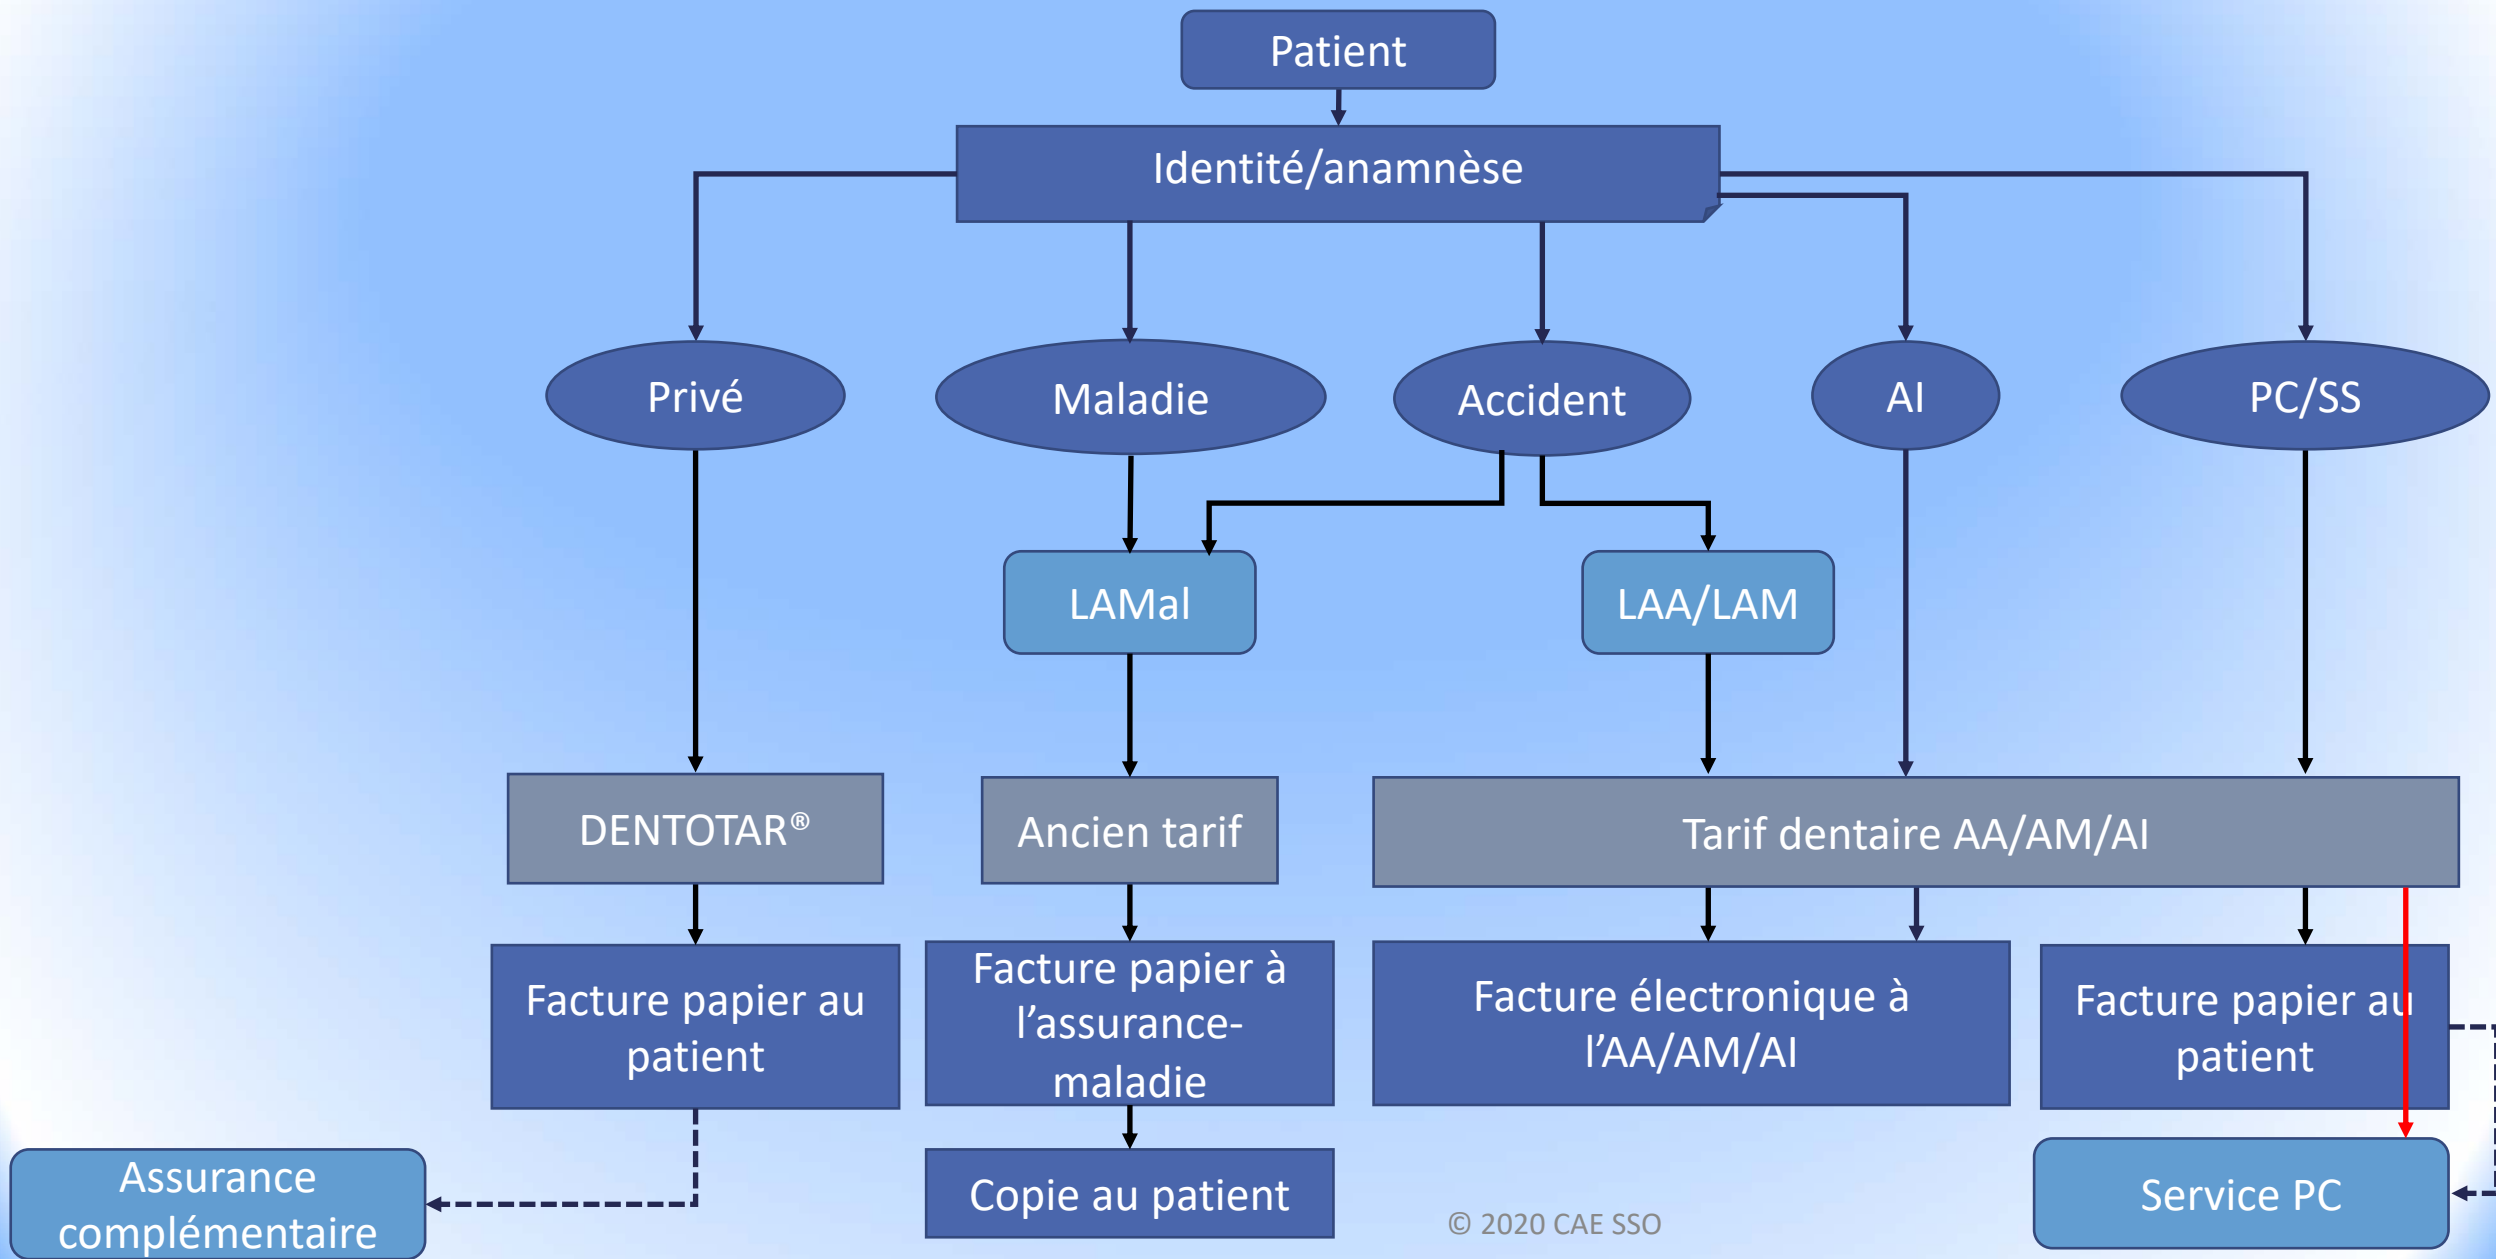 Patient
Identité/anamnèse
Privé
Maladie
Accident
AI
PC/SS
LAMal
LAA/LAM
DENTOTAR®
Ancien tarif
Tarif dentaire AA/AM/AI
Facture papier au
patient
Facture papier à
l’assurance-
maladie
Facture électronique à
l’AA/AM/AI
Facture papier au
patient
Assurance
complémentaire
Copie au patient
Service PC
© 2020 CAE SSO